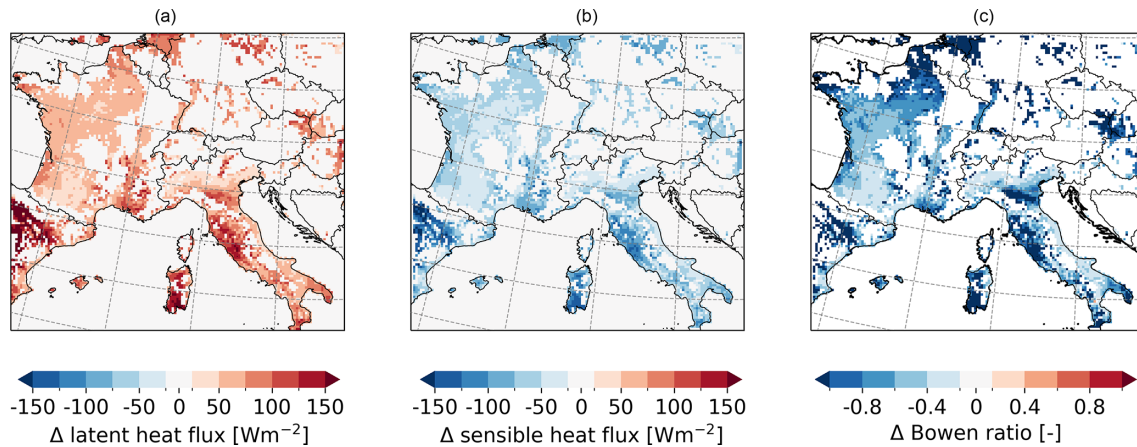 (a)
(b)
(c)
-150 -100 -50 0 50 100 150
Δ latent heat flux [Wm⁻²]
-150 -100 -50 0 50 100 150
Δ sensible heat flux [Wm⁻²]
-0.8 -0.4 0 0.4 0.8
Δ Bowen ratio [-]